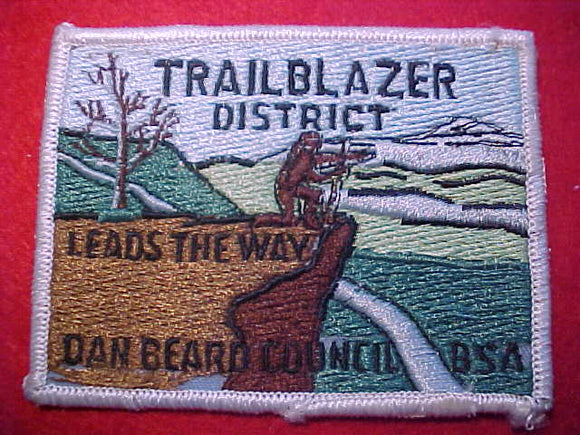 TRAILBLAZER
DISTRICT
LEADS THE WAY
DAN BEARD COUNCIL BSA